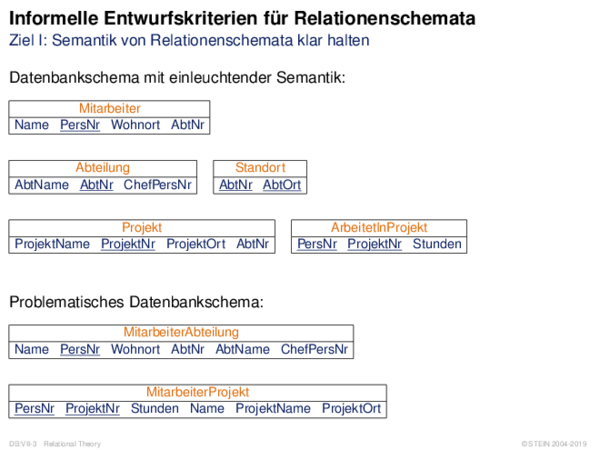 Informelle Entwurfskriterien für Relationenschemata
Ziel I: Semantik von Relationenschemata klar halten
Datenbankschema mit einleuchtender Semantik:
Mitarbeiter
Name PersNr Wohnort AbtNr
Abteilung Standort
AbtName AbtNr ChefPersNr AbtNr AbtOrt
Projekt ArbeitetInProjekt
ProjektName ProjektNr ProjektOrt AbtNr PersNr ProjektNr Stunden
Problematisches Datenbankschema:
MitarbeiterAbteilung
Name PersNr Wohnort AbtNr AbtName ChefPersNr
MitarbeiterProjekt
PersNr ProjektNr Stunden Name ProjektName ProjektOrt
DB:VII-3 Relational Theory ©STEIN 2004-2019